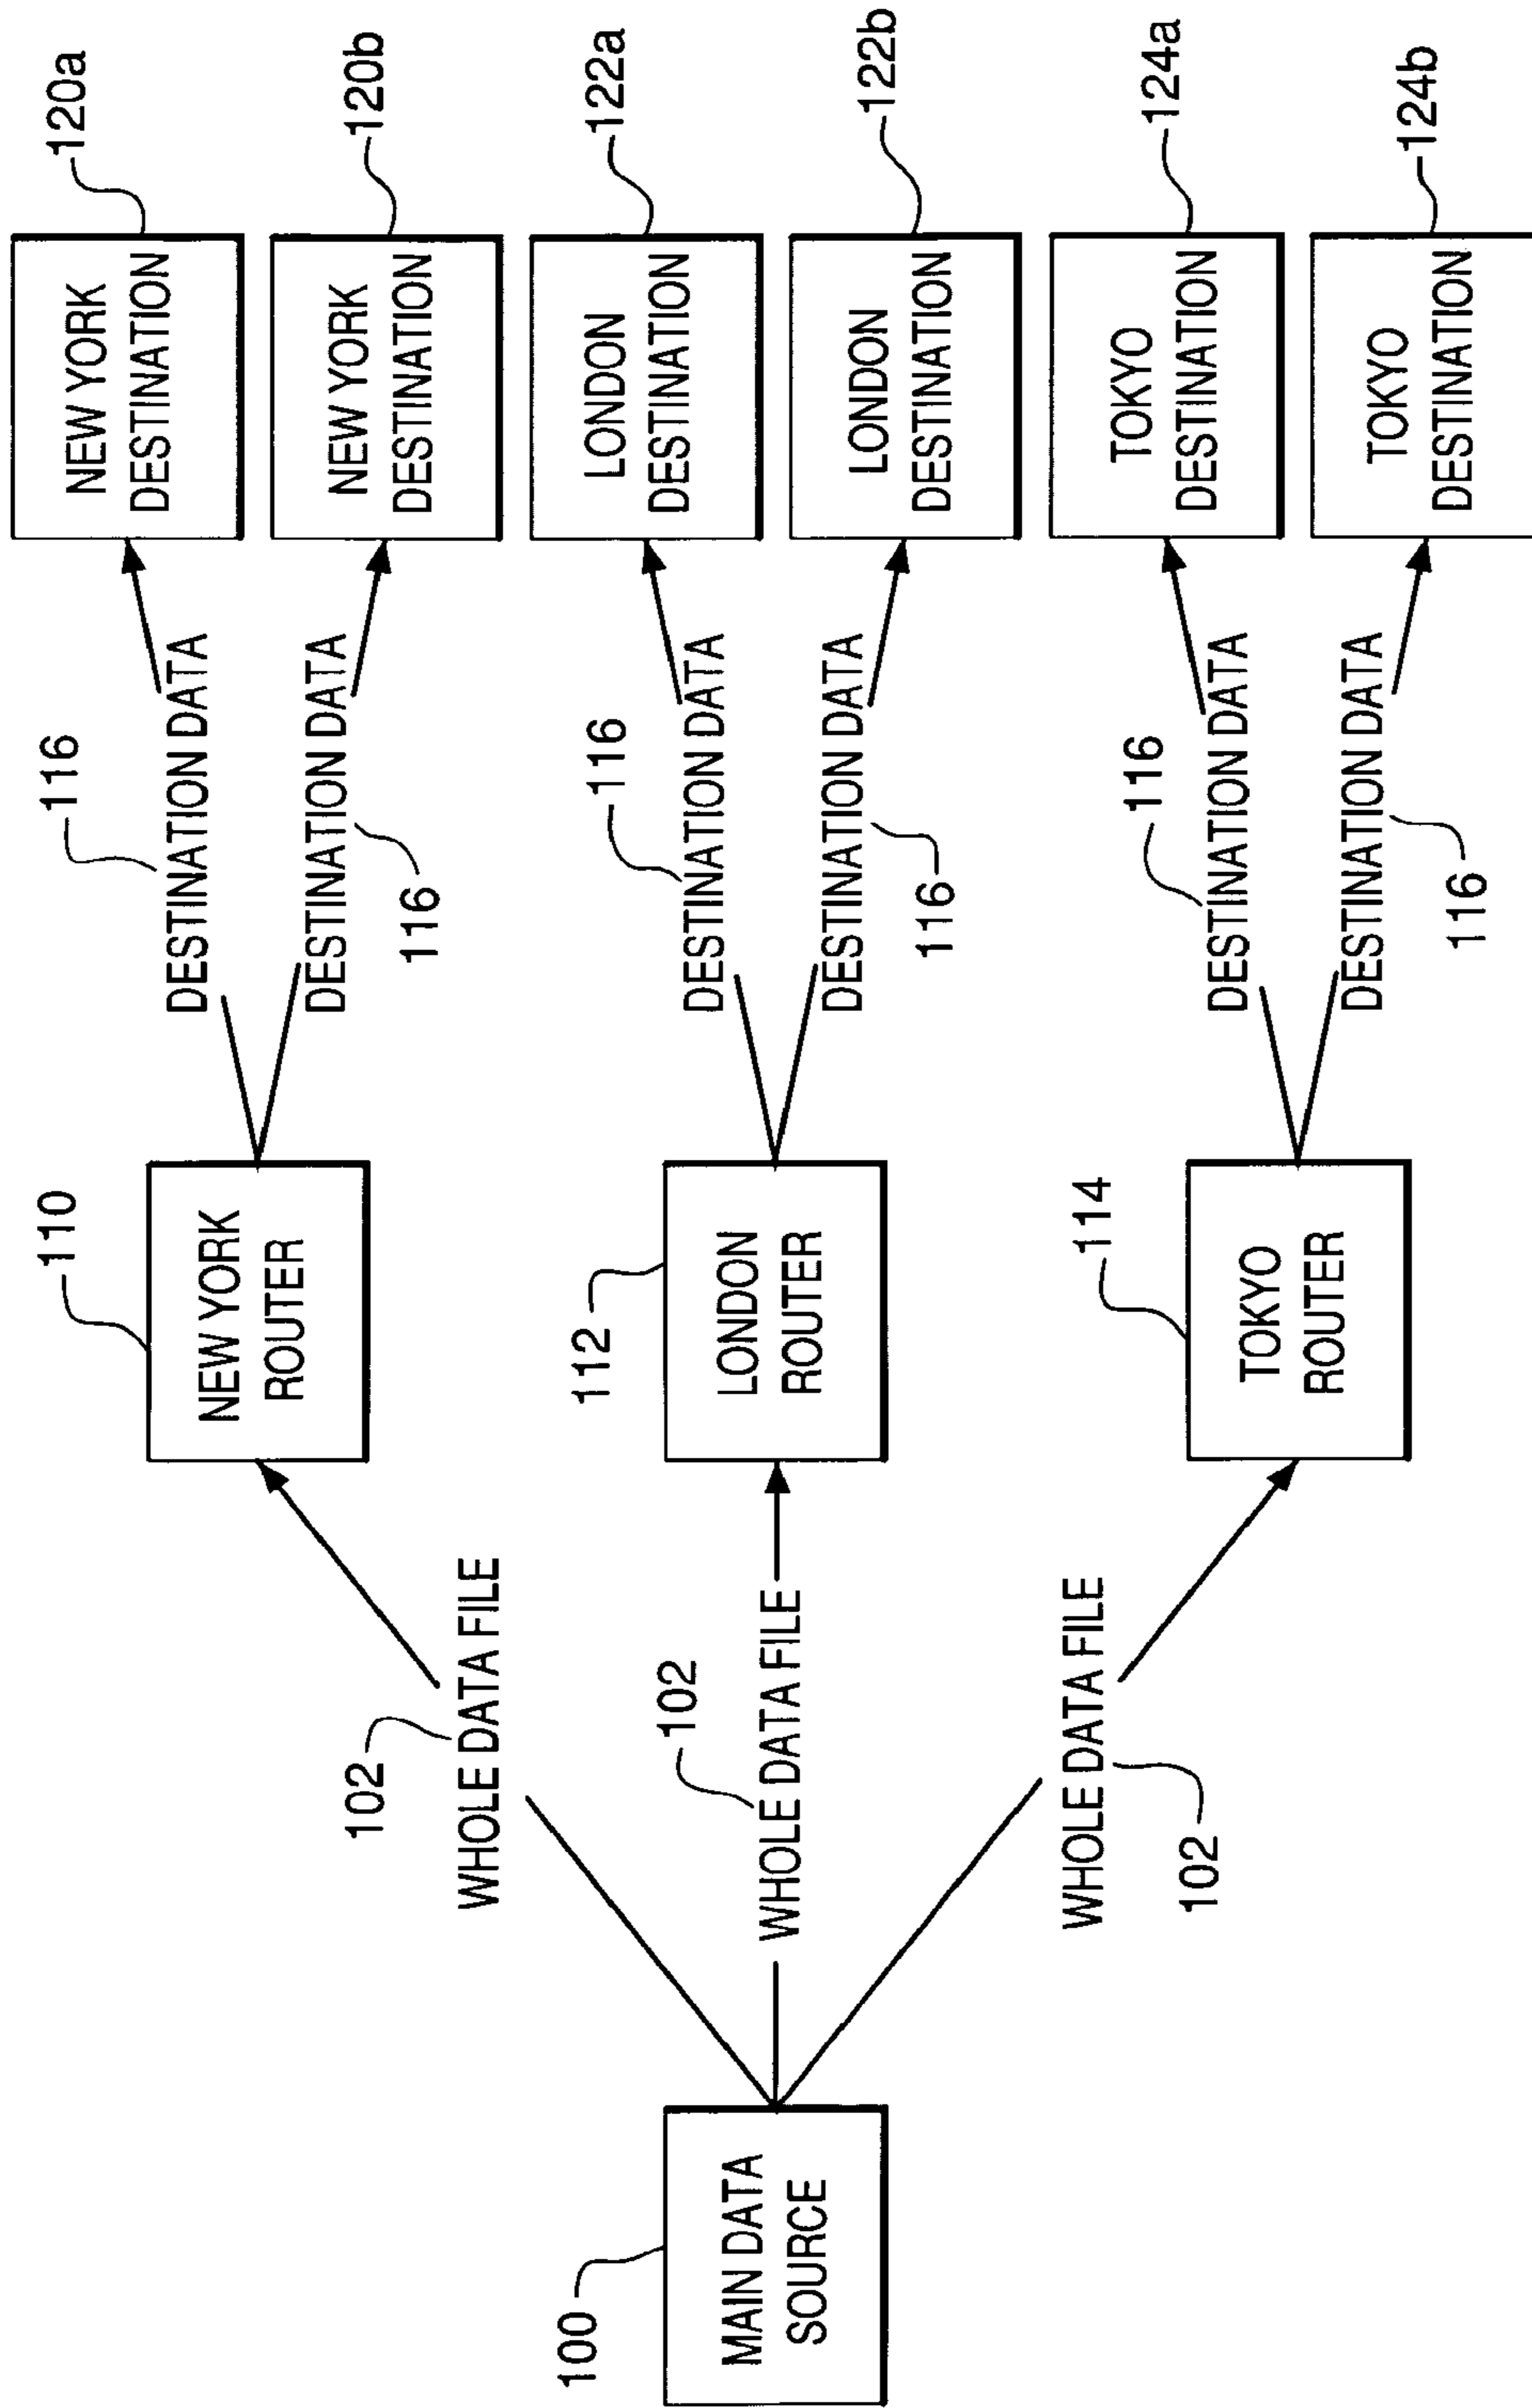 100
MAIN DATA
SOURCE
102
WHOLE DATA FILE
102
WHOLE DATA FILE
WHOLE DATA FILE
102
110
NEW YORK
ROUTER
112
LONDON
ROUTER
114
TOKYO
ROUTER
116
DESTINATION DATA
DESTINATION DATA
116
116
DESTINATION DATA
DESTINATION DATA
116
116
DESTINATION DATA
DESTINATION DATA
116
120a
NEW YORK
DESTINATION
120b
NEW YORK
DESTINATION
122a
LONDON
DESTINATION
122b
LONDON
DESTINATION
124a
TOKYO
DESTINATION
124b
TOKYO
DESTINATION